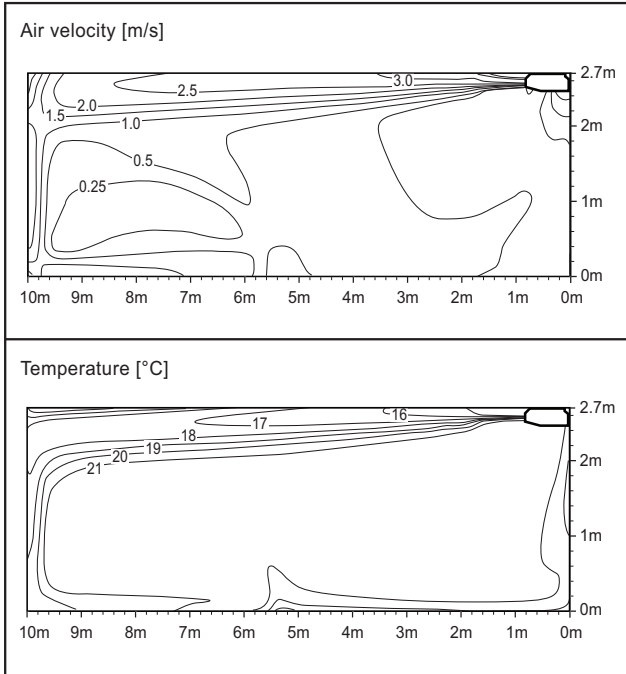 Air velocity [m/s]
3.0
2.5
2.0
1.5
1.0
0.5
0.25
2.7m
2m
1m
0m
10m 9m 8m 7m 6m 5m 4m 3m 2m 1m 0m
Temperature [°C]
16
17
18
19
20
21
2.7m
2m
1m
0m
10m 9m 8m 7m 6m 5m 4m 3m 2m 1m 0m